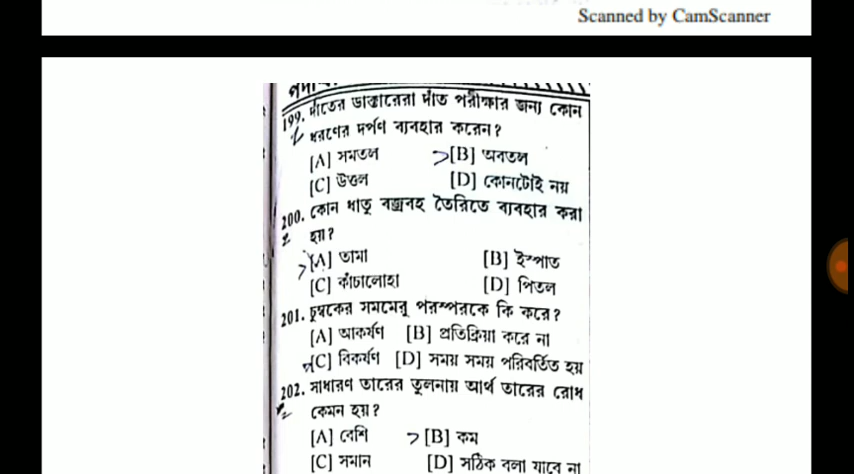 Scanned by CamScanner
199. দাঁতের ডাক্তারেরা দাঁত পরীক্ষার জন্য কোন
ধরণের দর্পণ ব্যবহার করেন?
[A] সমতল [B] অবতল
[C] উত্তল [D] কোনটোই নয়
200. কোন ধাতু বজ্রবহ তৈরিতে ব্যবহার করা
হয়?
[A] তামা [B] ইস্পাত
[C] কাঁচালোহা [D] পিতল
201. চুম্বকের সমমেরু পরস্পরকে কি করে?
[A] আকর্ষণ [B] প্রতিক্রিয়া করে না
[C] বিকর্ষণ [D] সময় সময় পরিবর্তিত হয়
202. সাধারণ তারের তুলনায় আর্থ তারের রোধ
কেমন হয়?
[A] বেশি [B] কম
[C] সমান [D] সঠিক বলা যাবে না